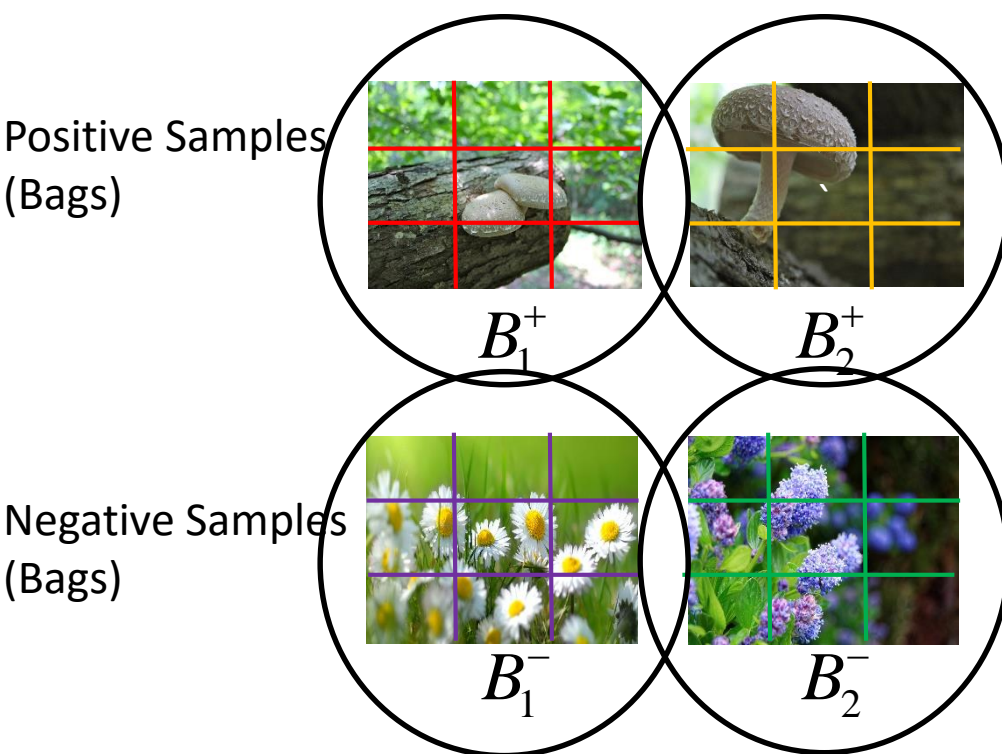 Positive Samples
(Bags)
B₁⁺
B₂⁺
Negative Samples
(Bags)
B₁⁻
B₂⁻